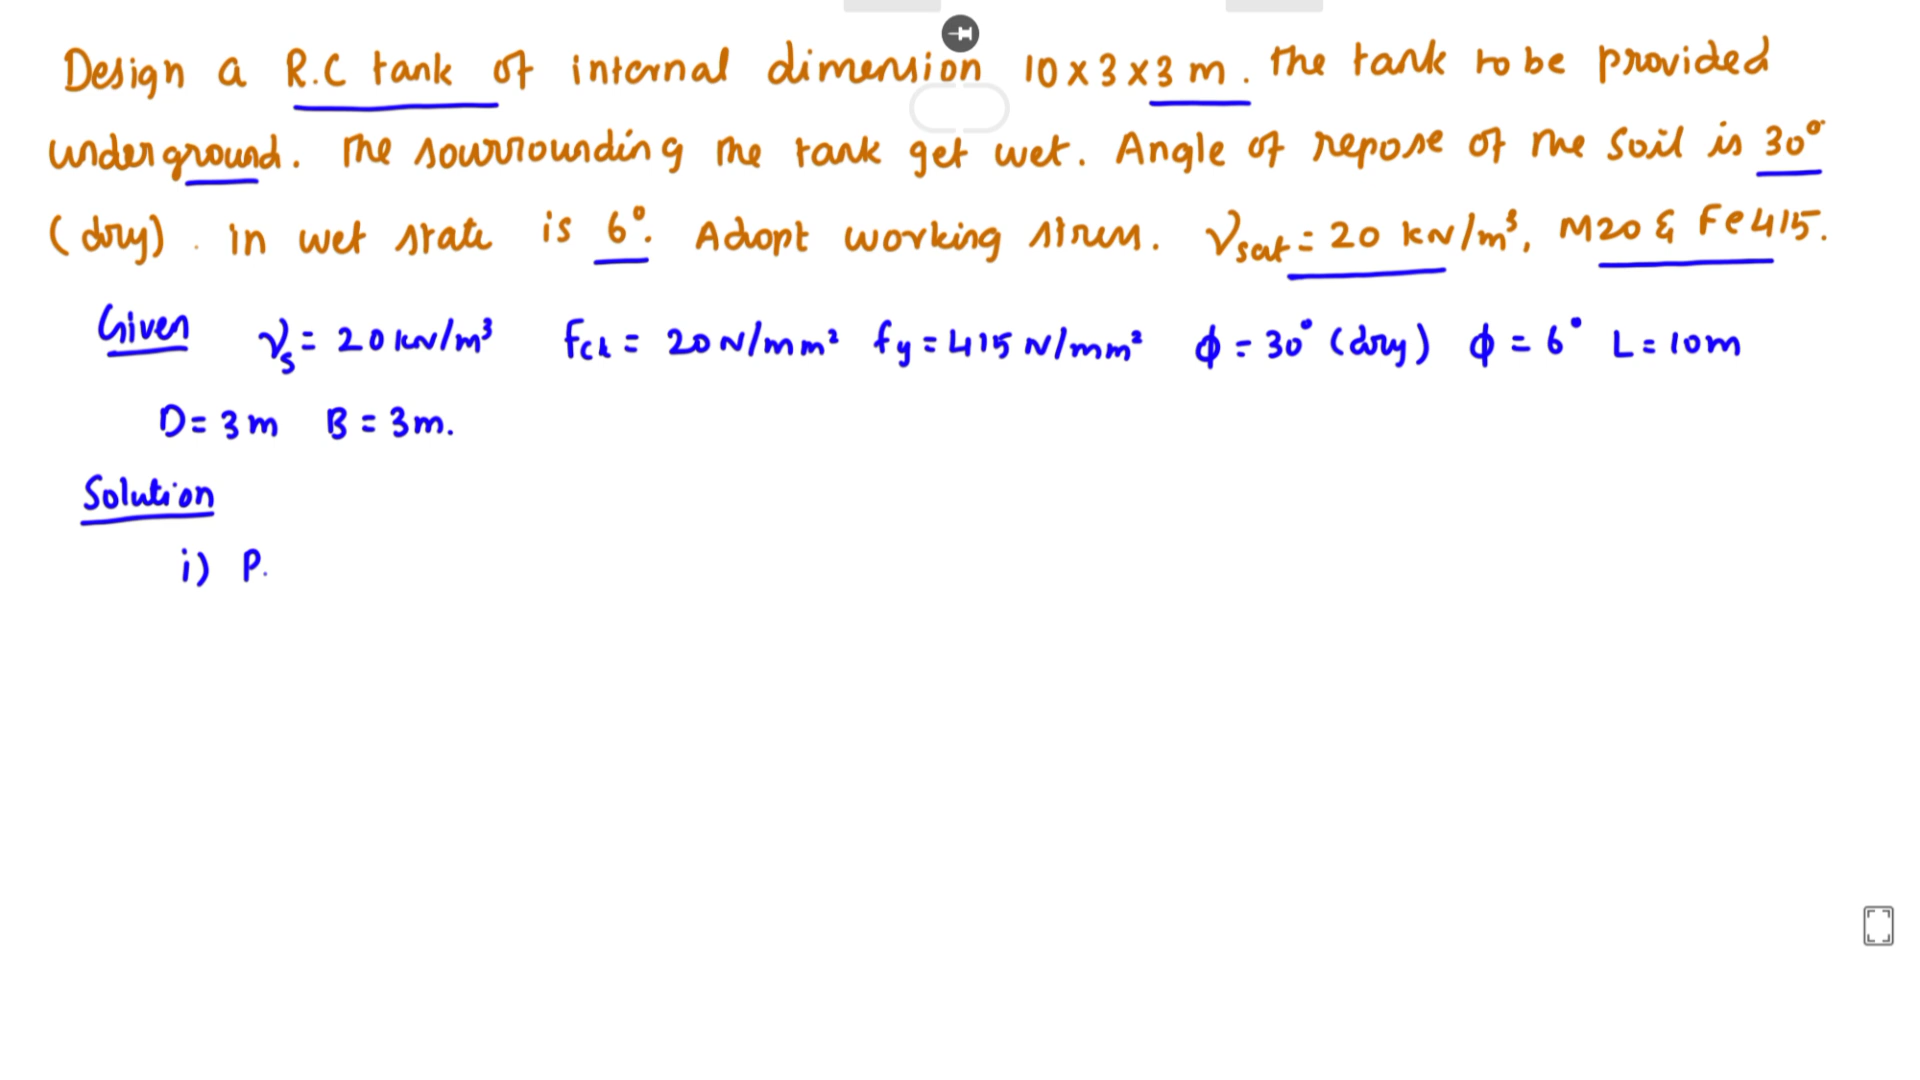 Design a R.C tank of internal dimension 10 x 3 x 3 m. The tank to be provided
underground. The sourrounding the tank get wet. Angle of repose of the soil is 30°
(dry). in wet state is 6°. Adopt working stress. γsat = 20 kN/m³, M20 & Fe415.
Given γs = 20 kN/m³ fck = 20 N/mm² fy = 415 N/mm² ϕ = 30° (dry) ϕ = 6° L = 10m
D = 3m B = 3m.
Solution
i) P.